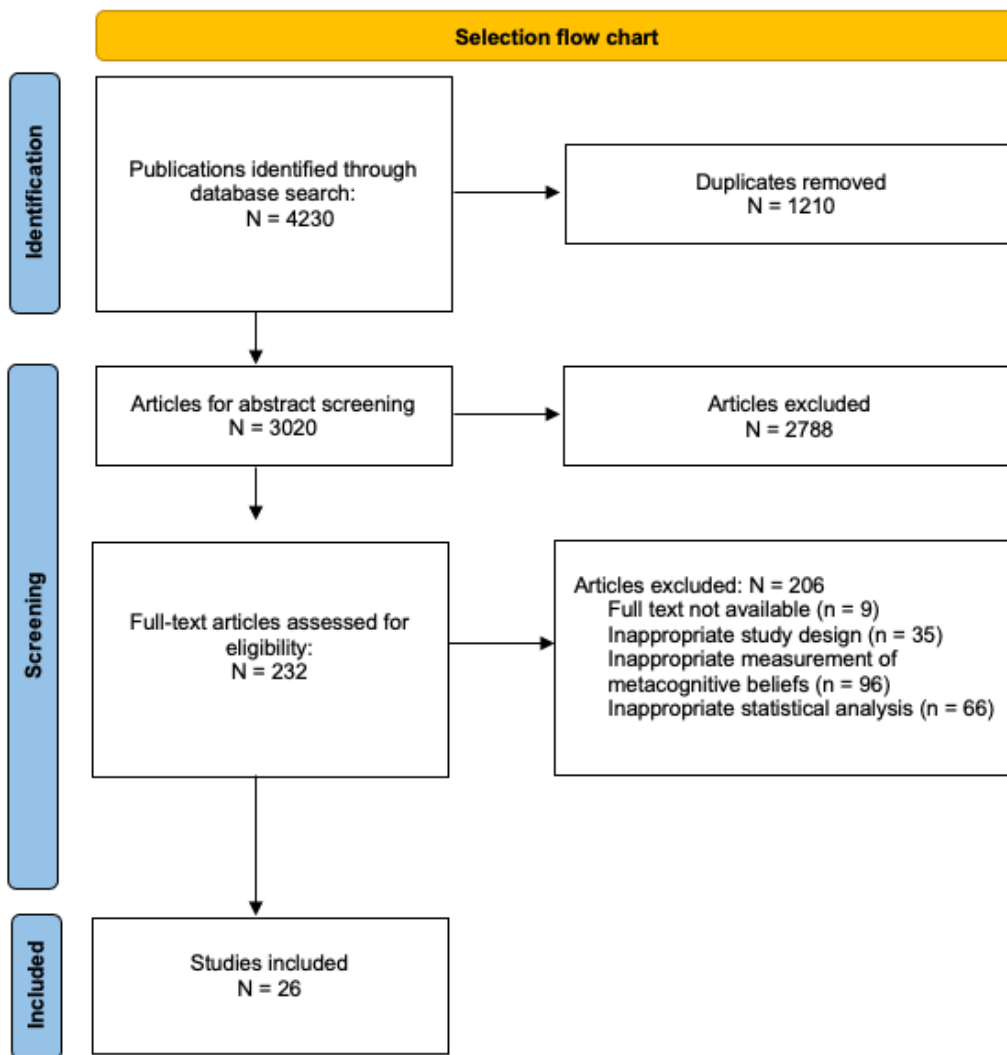 Selection flow chart
Identification
Publications identified through
database search:
N = 4230
Duplicates removed
N = 1210
Screening
Articles for abstract screening
N = 3020
Articles excluded
N = 2788
Full-text articles assessed for
eligibility:
N = 232
Articles excluded: N = 206
Full text not available (n = 9)
Inappropriate study design (n = 35)
Inappropriate measurement of
metacognitive beliefs (n = 96)
Inappropriate statistical analysis (n = 66)
Included
Studies included
N = 26